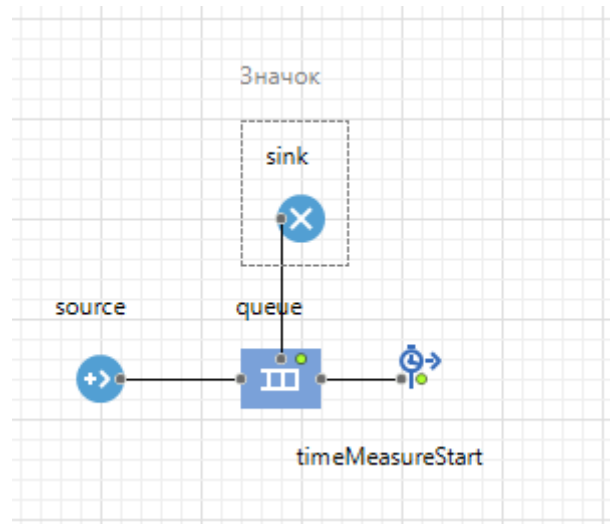 Значок
sink
source
queue
timeMeasureStart